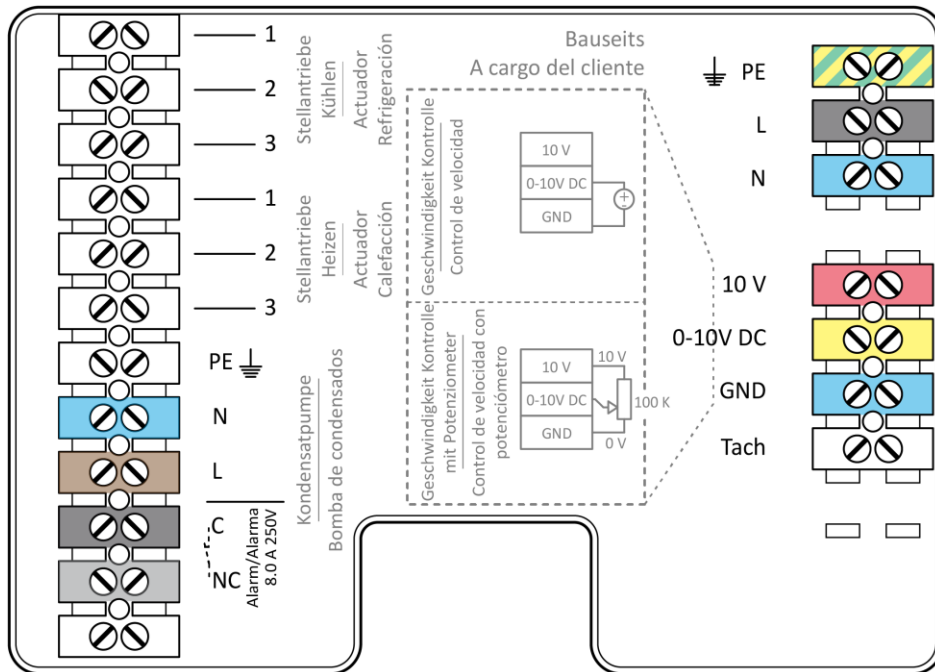 1
2
3
Stellantriebe
Kühlen
Actuador
Refrigeración
1
2
3
Stellantriebe
Heizen
Actuador
Calefacción
PE
N
L
C
NC
Alarm/Alarma
8.0 A 250V
Kondensatpumpe
Bomba de condensados
Bauseits
A cargo del cliente
Geschwindigkeit Kontrolle
Control de velocidad
10 V
0-10V DC
GND
Geschwindigkeit Kontrolle
mit Potenziometer
Control de velocidad con
potenciómetro
10 V
0-10V DC
GND
10 V
100 K
0 V
PE
L
N
10 V
0-10V DC
GND
Tach